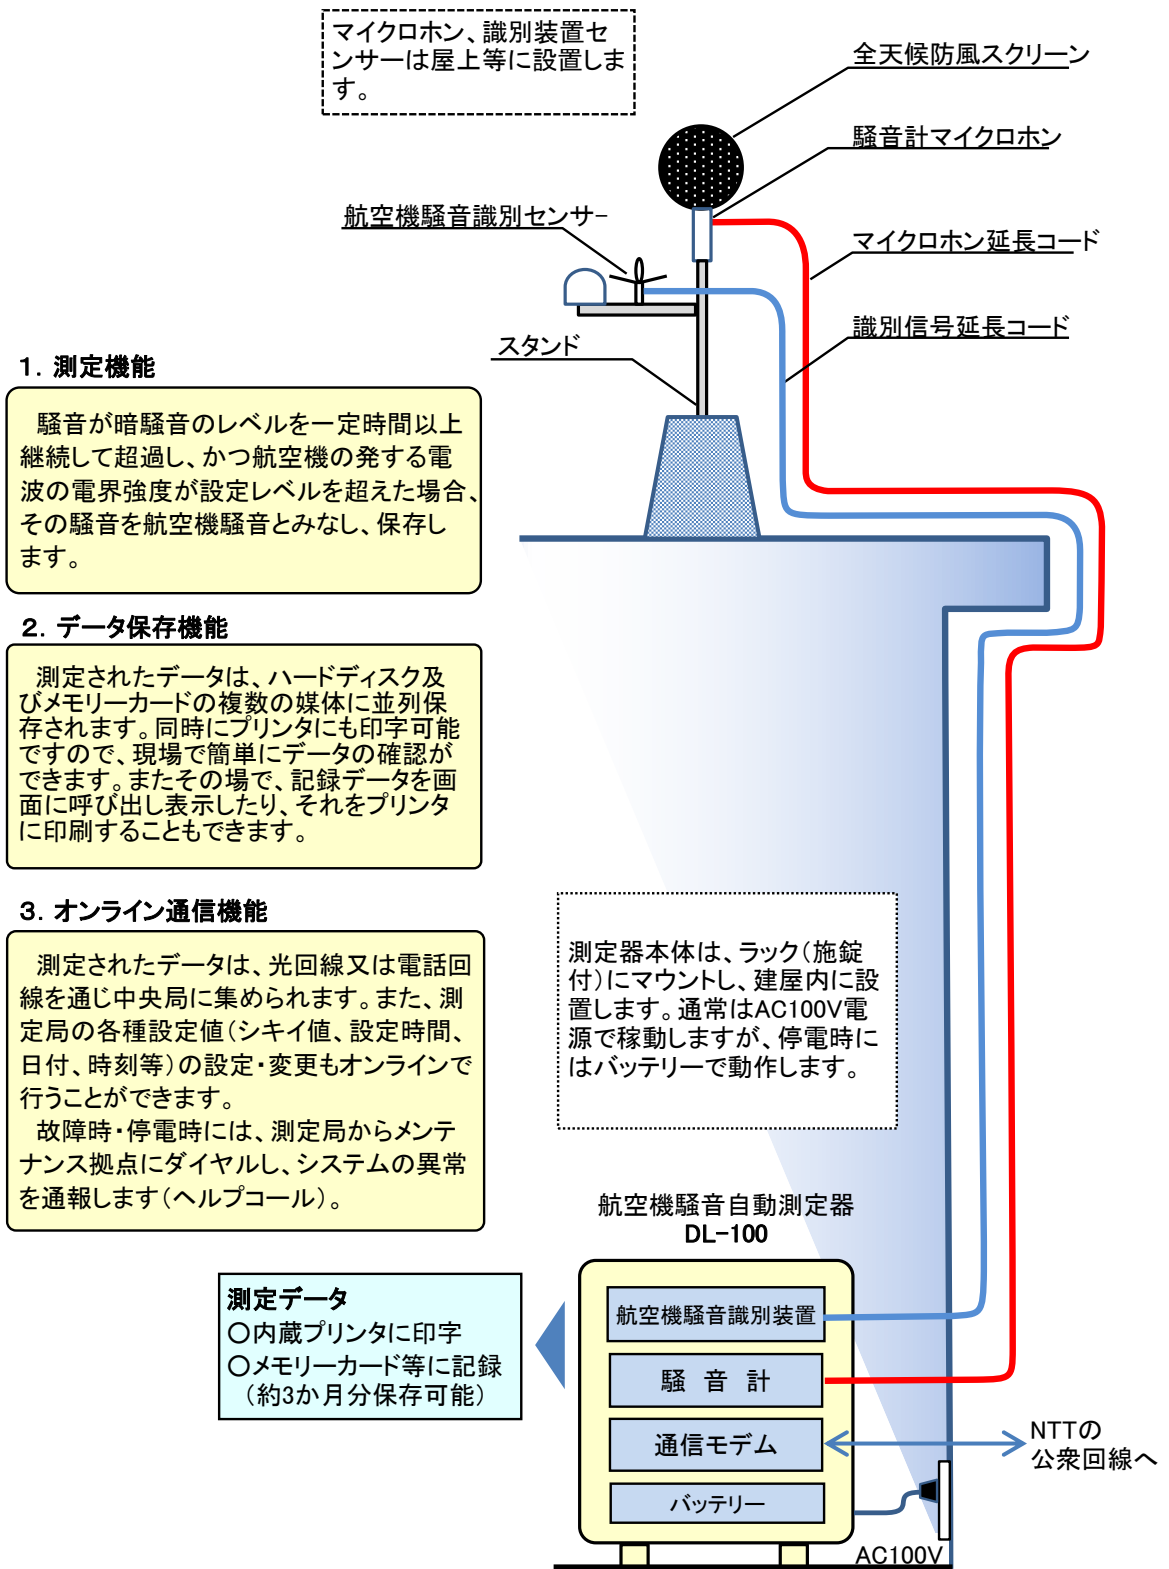 マイクロホン、識別装置セ
ンサーは屋上等に設置しま
す。
全天候防風スクリーン
騒音計マイクロホン
航空機騒音識別センサ-
マイクロホン延長コード
識別信号延長コード
スタンド
1．測定機能
騒音が暗騒音のレベルを一定時間以上
継続して超過し、かつ航空機の発する電
波の電界強度が設定レベルを超えた場合、
その騒音を航空機騒音とみなし、保存し
ます。
2．データ保存機能
測定されたデータは、ハードディスク及
びメモリーカードの複数の媒体に並列保
存されます。同時にプリンタにも印字可能
ですので、現場で簡単にデータの確認が
できます。またその場で、記録データを画
面に呼び出し表示したり、それをプリンタ
に印刷することもできます。
3．オンライン通信機能
測定されたデータは、光回線又は電話回
線を通じ中央局に集められます。また、測
定局の各種設定値（シキイ値、設定時間、
日付、時刻等）の設定・変更もオンラインで
行うことができます。
故障時・停電時には、測定局からメンテ
ナンス拠点にダイヤルし、システムの異常
を通報します（ヘルプコール）。
測定器本体は、ラック（施錠
付）にマウントし、建屋内に設
置します。通常はAC100V電
源で稼動しますが、停電時に
はバッテリーで動作します。
航空機騒音自動測定器
DL-100
測定データ
○内蔵プリンタに印字
○メモリーカード等に記録
（約3か月分保存可能）
航空機騒音識別装置
騒 音 計
通信モデム
バッテリー
NTTの
公衆回線へ
AC100V